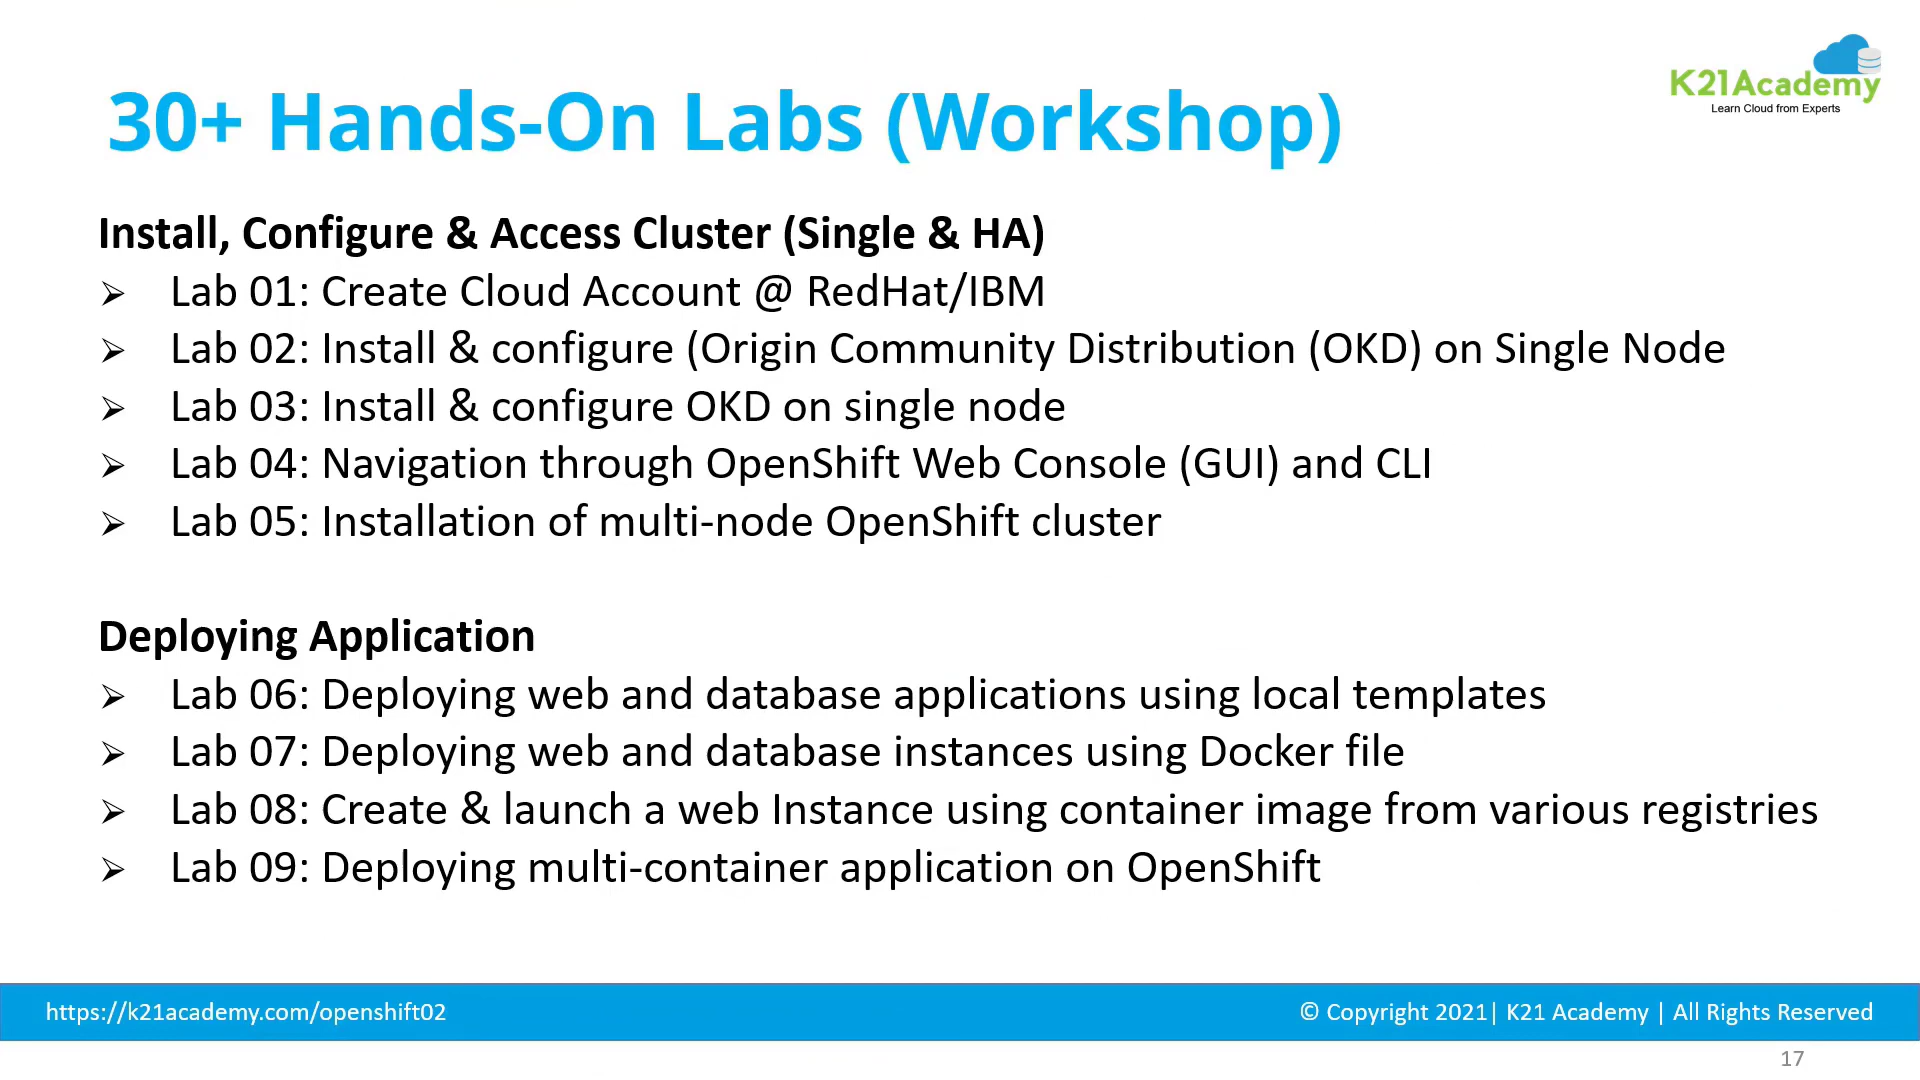 K21Academy
Learn Cloud from Experts
30+ Hands-On Labs (Workshop)
Install, Configure & Access Cluster (Single & HA)
➢ Lab 01: Create Cloud Account @ RedHat/IBM
➢ Lab 02: Install & configure (Origin Community Distribution (OKD) on Single Node
➢ Lab 03: Install & configure OKD on single node
➢ Lab 04: Navigation through OpenShift Web Console (GUI) and CLI
➢ Lab 05: Installation of multi-node OpenShift cluster
Deploying Application
➢ Lab 06: Deploying web and database applications using local templates
➢ Lab 07: Deploying web and database instances using Docker file
➢ Lab 08: Create & launch a web Instance using container image from various registries
➢ Lab 09: Deploying multi-container application on OpenShift
https://k21academy.com/openshift02
© Copyright 2021| K21 Academy | All Rights Reserved
17